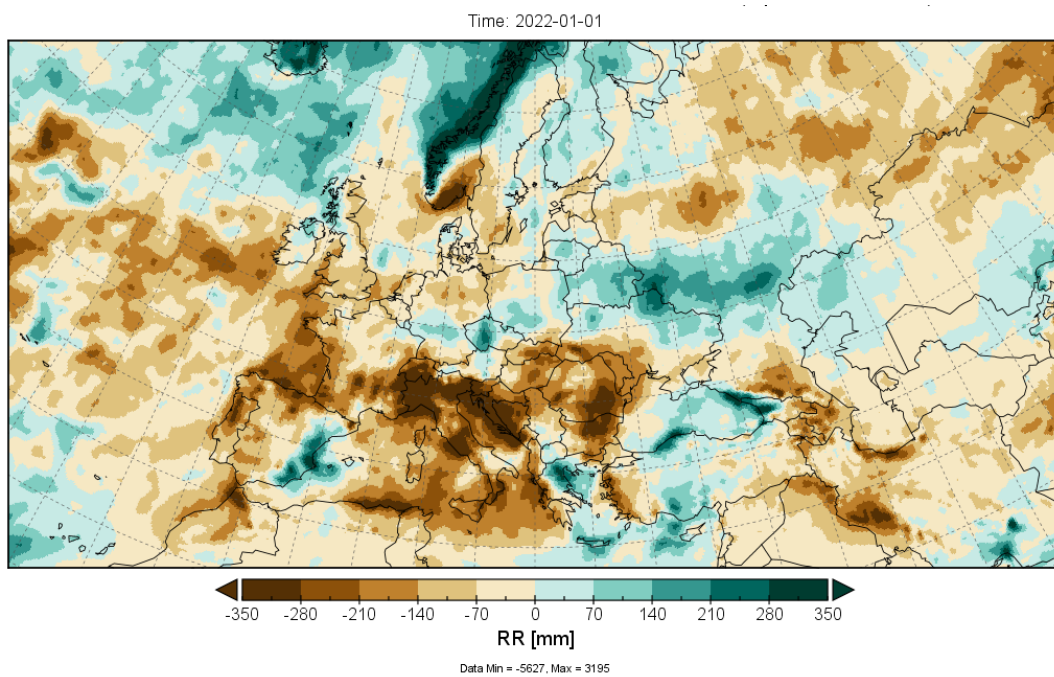 Time: 2022-01-01
-350 -280 -210 -140 -70 0 70 140 210 280 350
RR [mm]
Data Min = -5627, Max = 3195